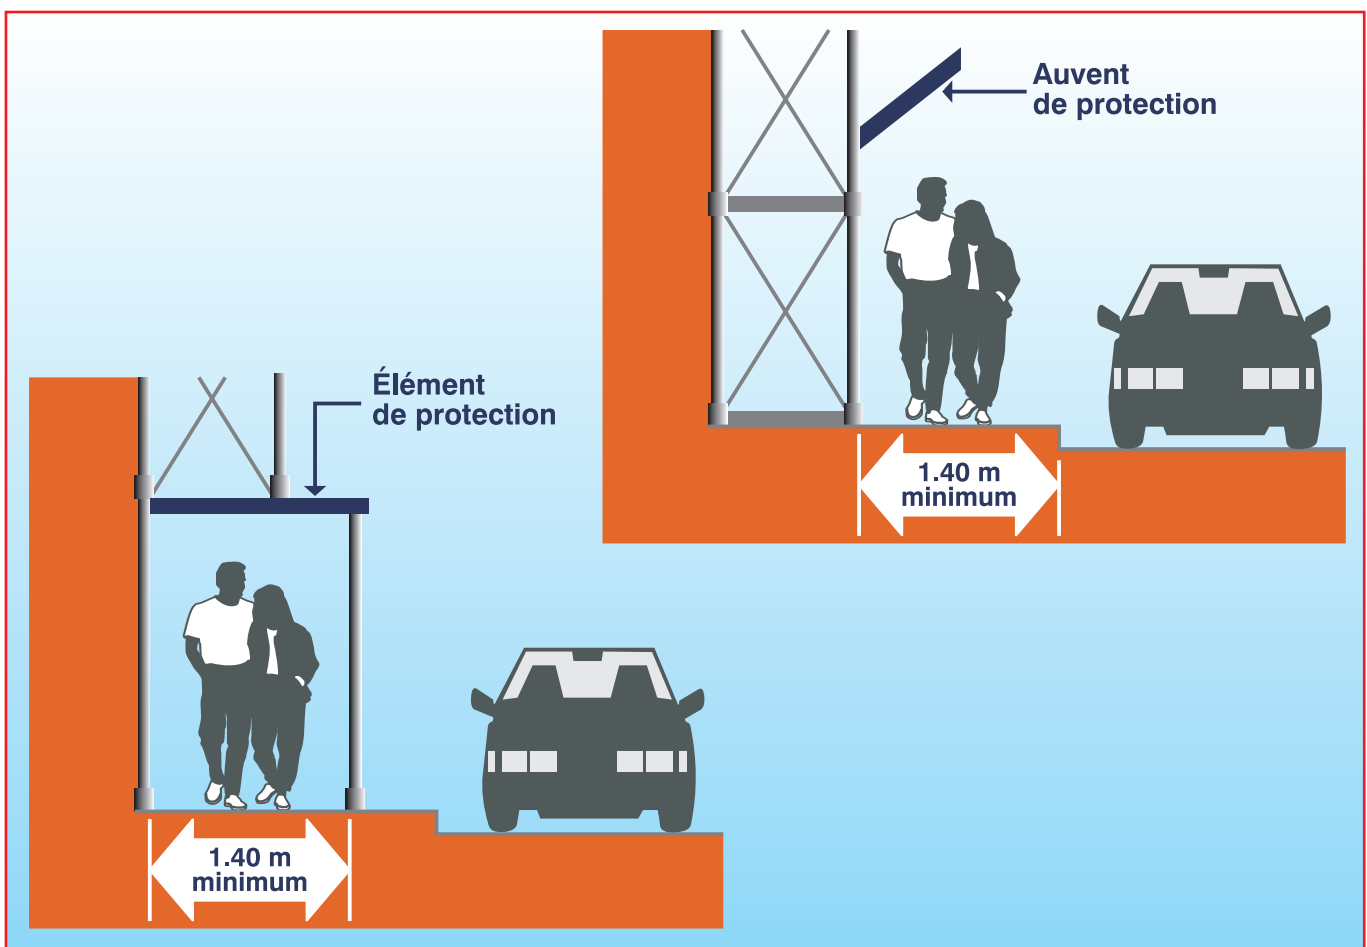 Auvent
de protection
1.40 m
minimum
Élément
de protection
1.40 m
minimum